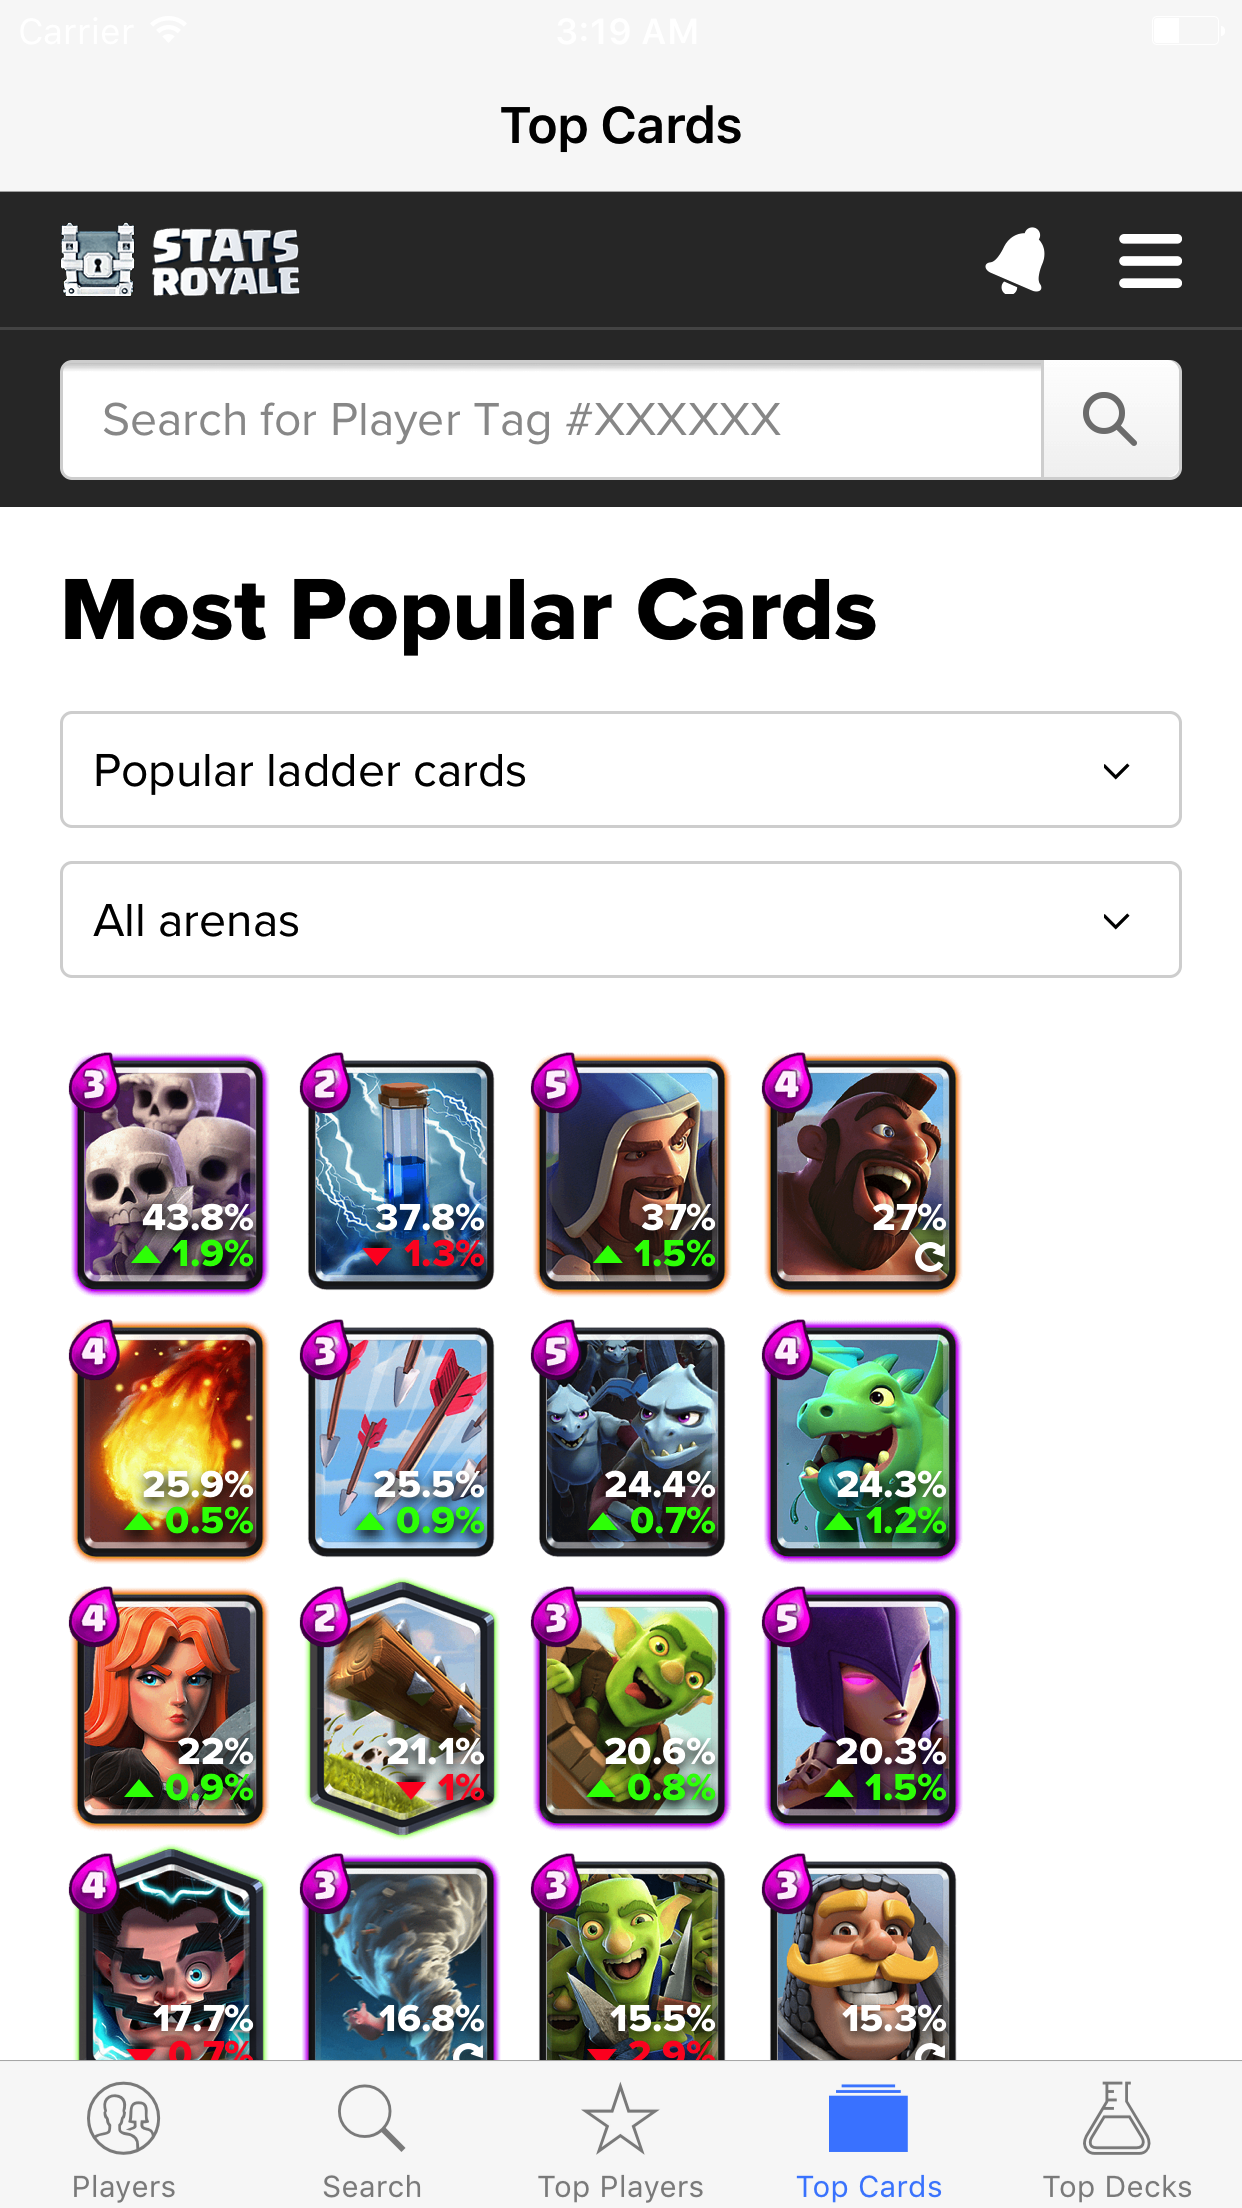 Carrier 3:19 AM
Top Cards
STATS
ROYALE
Search for Player Tag #XXXXXX
Most Popular Cards
Popular ladder cards
All arenas
3 2 5 4
43.8% 37.8% 37% 27%
1.9% 1.3% 1.5%
4 3 5 4
25.9% 25.5% 24.4% 24.3%
0.5% 0.9% 0.7% 1.2%
4 2 3 5
22% 21.1% 20.6% 20.3%
0.9% 1% 0.8% 1.5%
4 3 3 3
17.7% 16.8% 15.5% 15.3%
0.7% 2.9%
Players Search Top Players Top Cards Top Decks